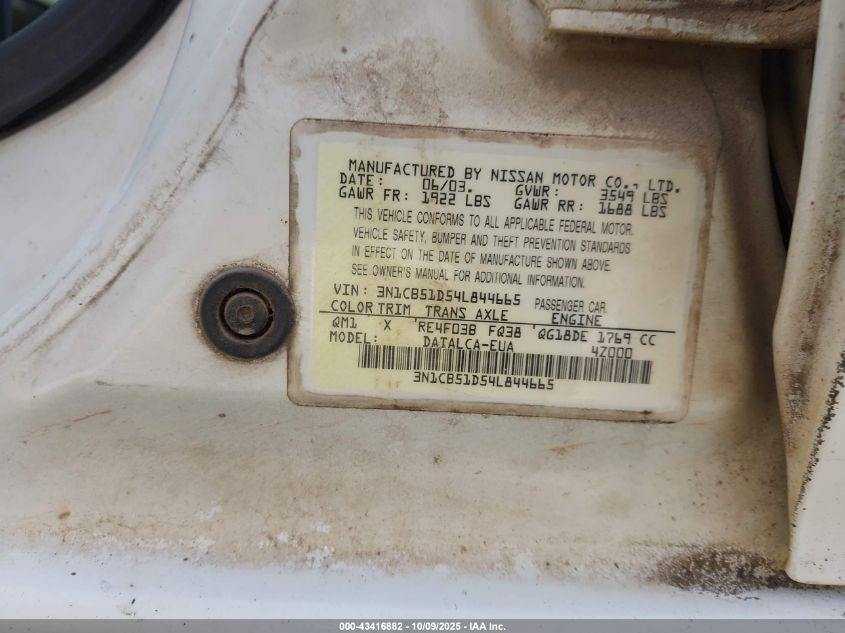 MANUFACTURED BY NISSAN MOTOR CO., LTD.
DATE: 06/03. GVWR: 3549 LBS
GAWR FR: 1922 LBS GAWR RR: 1688 LBS
THIS VEHICLE CONFORMS TO ALL APPLICABLE FEDERAL MOTOR
VEHICLE SAFETY, BUMPER AND THEFT PREVENTION STANDARDS
IN EFFECT ON THE DATE OF MANUFACTURE SHOWN ABOVE.
SEE OWNER'S MANUAL FOR ADDITIONAL INFORMATION.
VIN: 3N1CB51D54L844665 PASSENGER CAR
COLOR TRIM TRANS AXLE ENGINE
QM1 X RE4F03B FQ38 QG18DE 1769 CC
MODEL: DATALCA-EUA 4Z000
3N1CB51D54L844665
000-43416882 - 10/09/2025 - IAA Inc.